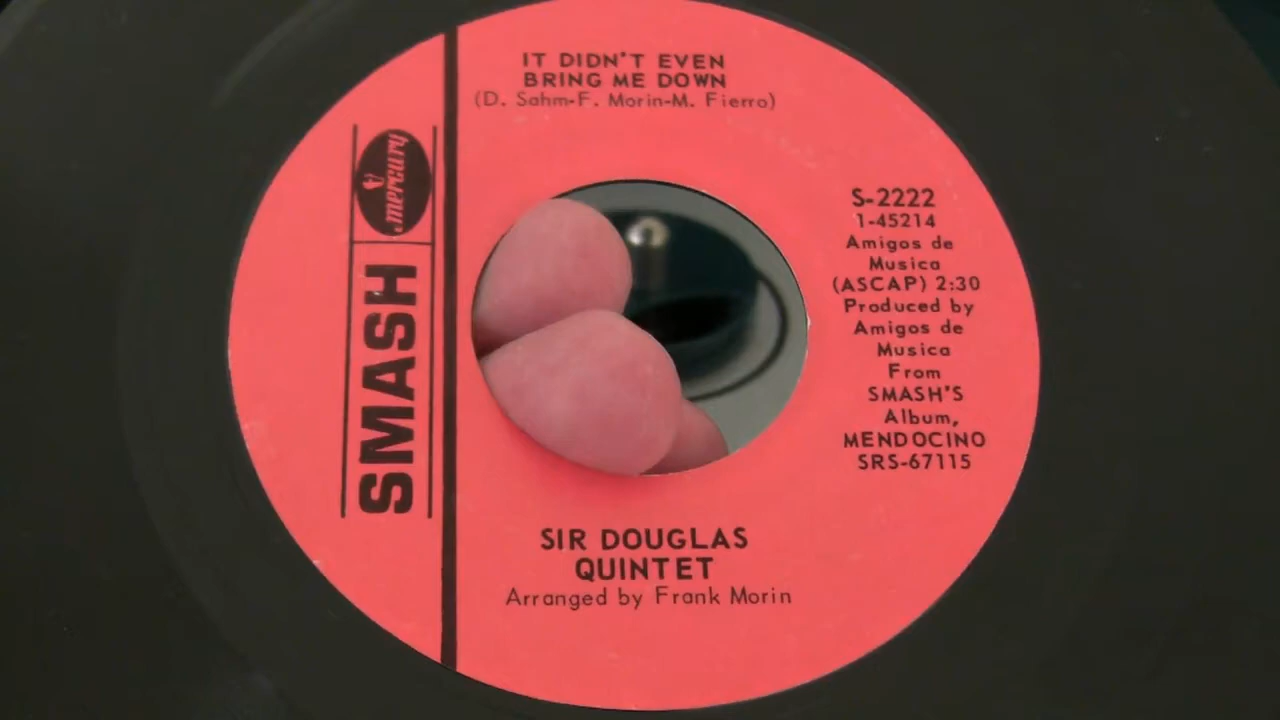 IT DIDN'T EVEN
BRING ME DOWN
(D. Sahm-F. Morin-M. Fierro)
mercury
SMASH
S-2222
1-45214
Amigos de
Musica
(ASCAP) 2:30
Produced by
Amigos de
Musica
From
SMASH'S
Album,
MENDOCINO
SRS-67115
SIR DOUGLAS
QUINTET
Arranged by Frank Morin